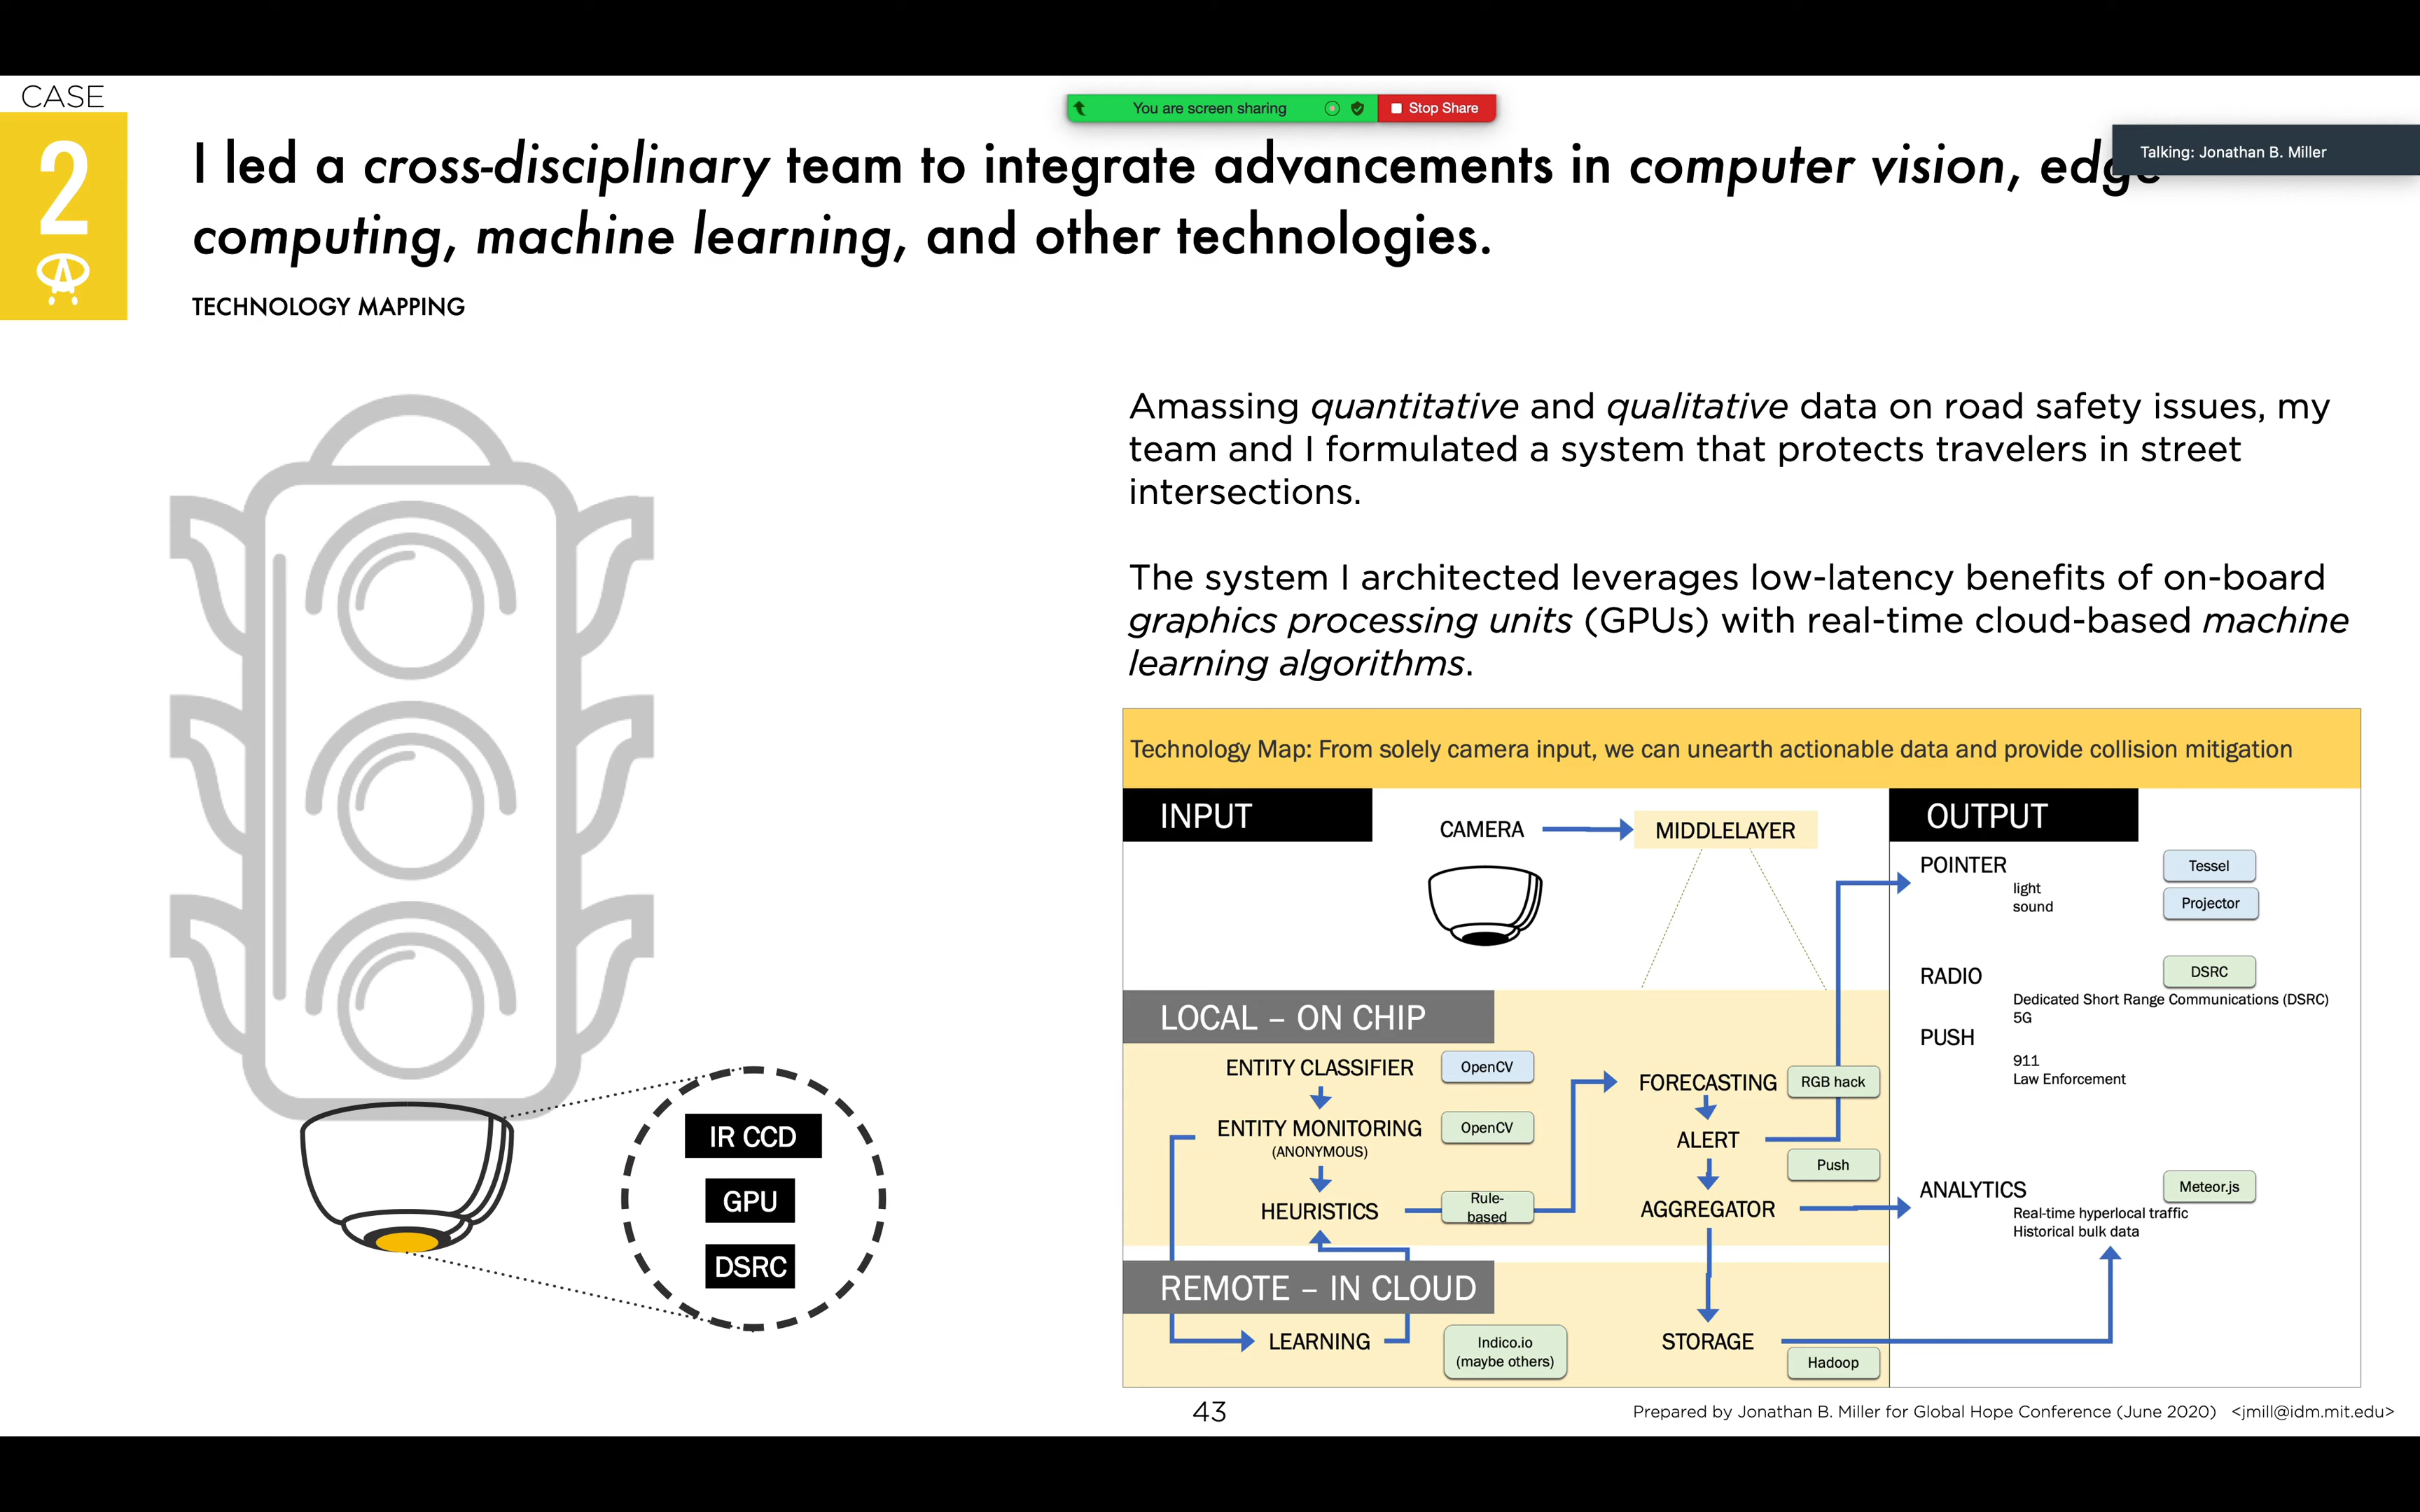 CASE
2
You are screen sharing
Stop Share
Talking: Jonathan B. Miller
I led a cross-disciplinary team to integrate advancements in computer vision, edge
computing, machine learning, and other technologies.
TECHNOLOGY MAPPING
Amassing quantitative and qualitative data on road safety issues, my
team and I formulated a system that protects travelers in street
intersections.
The system I architected leverages low-latency benefits of on-board
graphics processing units (GPUs) with real-time cloud-based machine
learning algorithms.
IR CCD
GPU
DSRC
Technology Map: From solely camera input, we can unearth actionable data and provide collision mitigation
INPUT
CAMERA
MIDDLELAYER
LOCAL – ON CHIP
ENTITY CLASSIFIER
OpenCV
ENTITY MONITORING
(ANONYMOUS)
OpenCV
HEURISTICS
Rule-
based
FORECASTING
RGB hack
ALERT
Push
AGGREGATOR
REMOTE – IN CLOUD
LEARNING
Indico.io
(maybe others)
STORAGE
Hadoop
OUTPUT
POINTER
light
sound
Tessel
Projector
RADIO
DSRC
Dedicated Short Range Communications (DSRC)
5G
PUSH
911
Law Enforcement
ANALYTICS
Meteor.js
Real-time hyperlocal traffic
Historical bulk data
43
Prepared by Jonathan B. Miller for Global Hope Conference (June 2020) <jmill@idm.mit.edu>